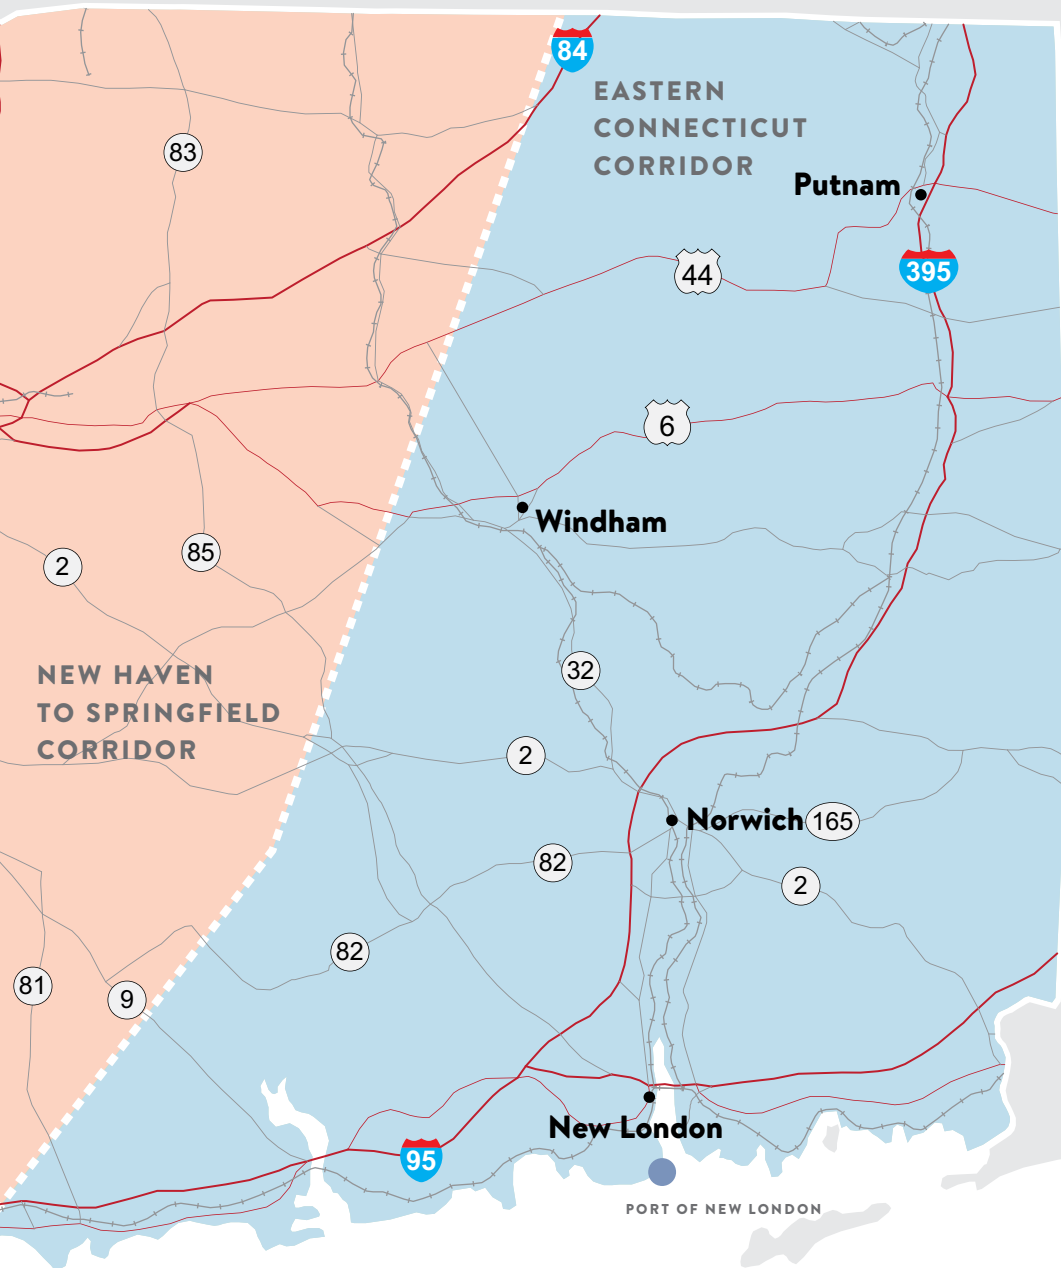 84
EASTERN
CONNECTICUT
CORRIDOR
83
Putnam
44
395
6
Windham
2
85
32
NEW HAVEN
TO SPRINGFIELD
CORRIDOR
2
Norwich
165
82
2
82
81
9
New London
95
PORT OF NEW LONDON